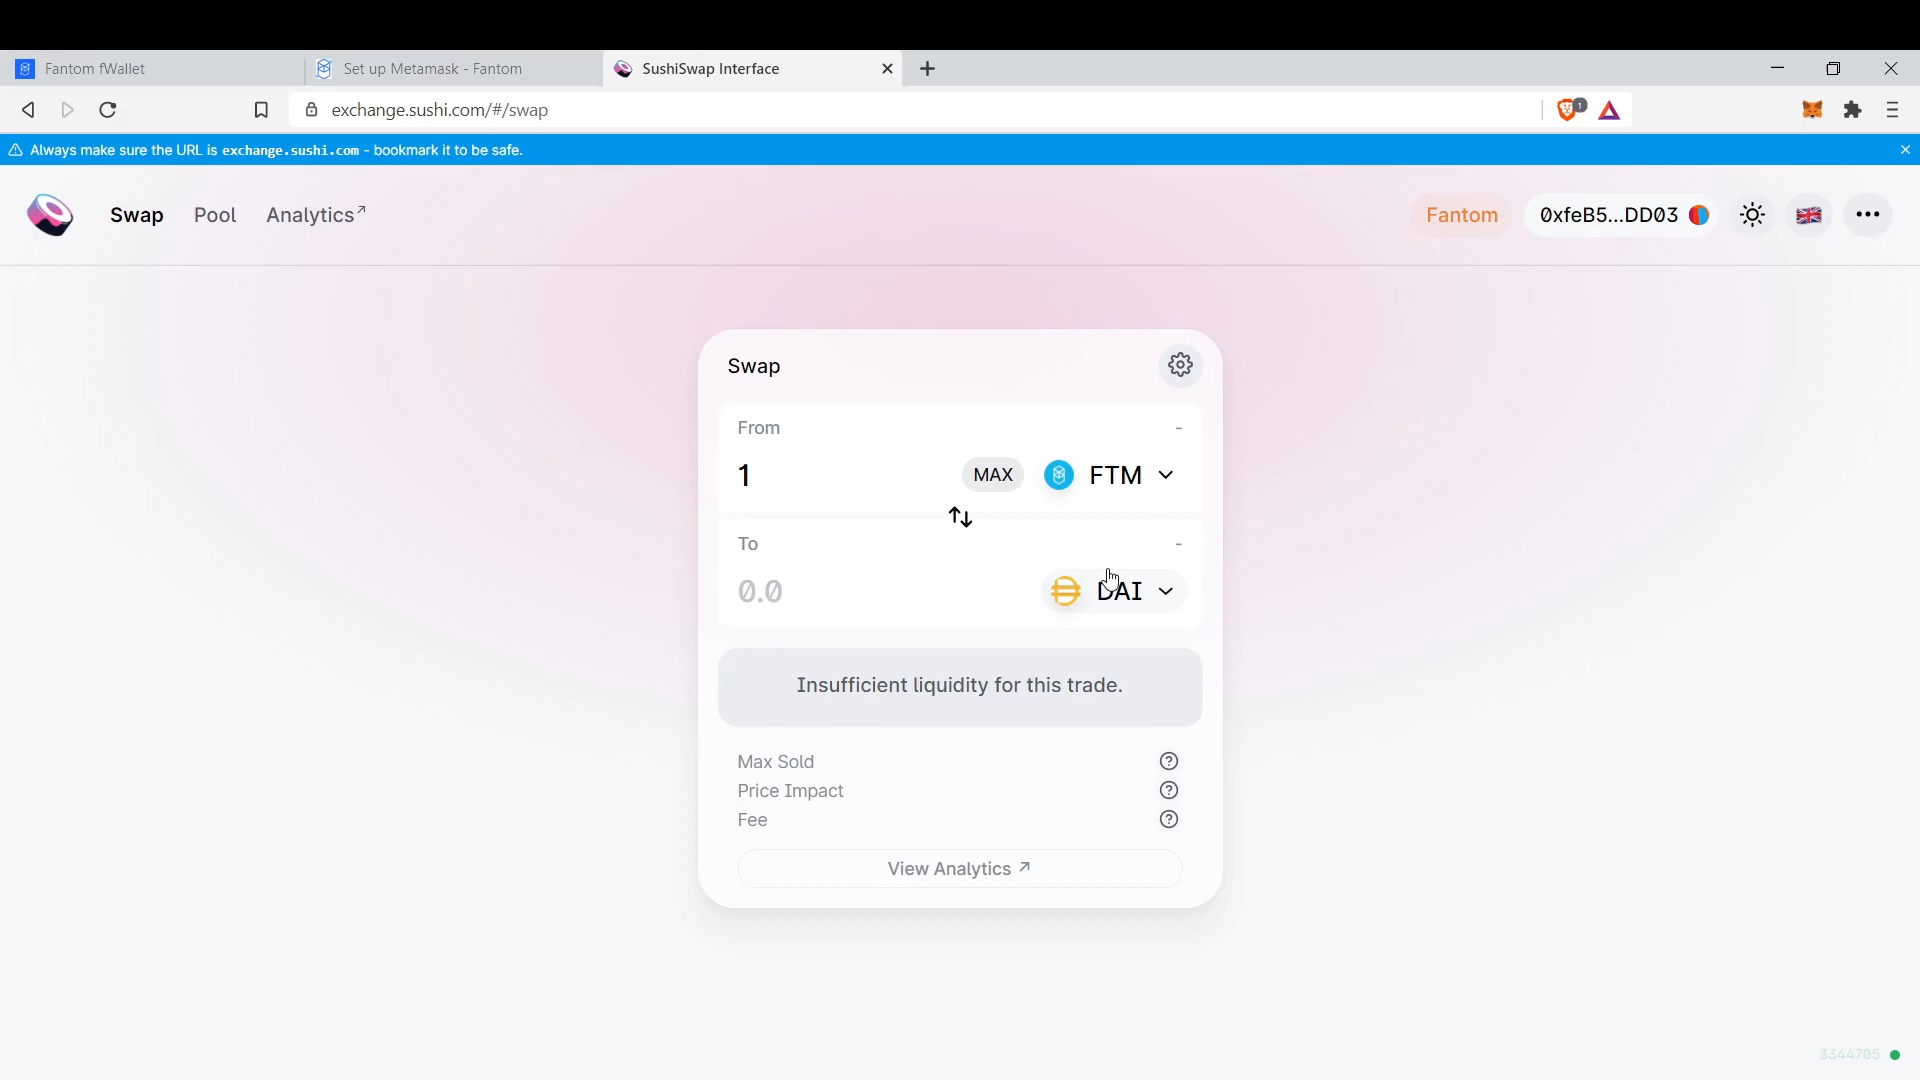 Fantom fWallet
Set up Metamask - Fantom
SushiSwap Interface
exchange.sushi.com/#/swap
1
Always make sure the URL is exchange.sushi.com - bookmark it to be safe.
Swap
Pool
Analytics↗
Fantom
0xfeB5...DD03
Swap
From
-
1
MAX
FTM
To
-
0.0
DAI
Insufficient liquidity for this trade.
Max Sold
?
Price Impact
?
Fee
?
View Analytics ↗
3344705